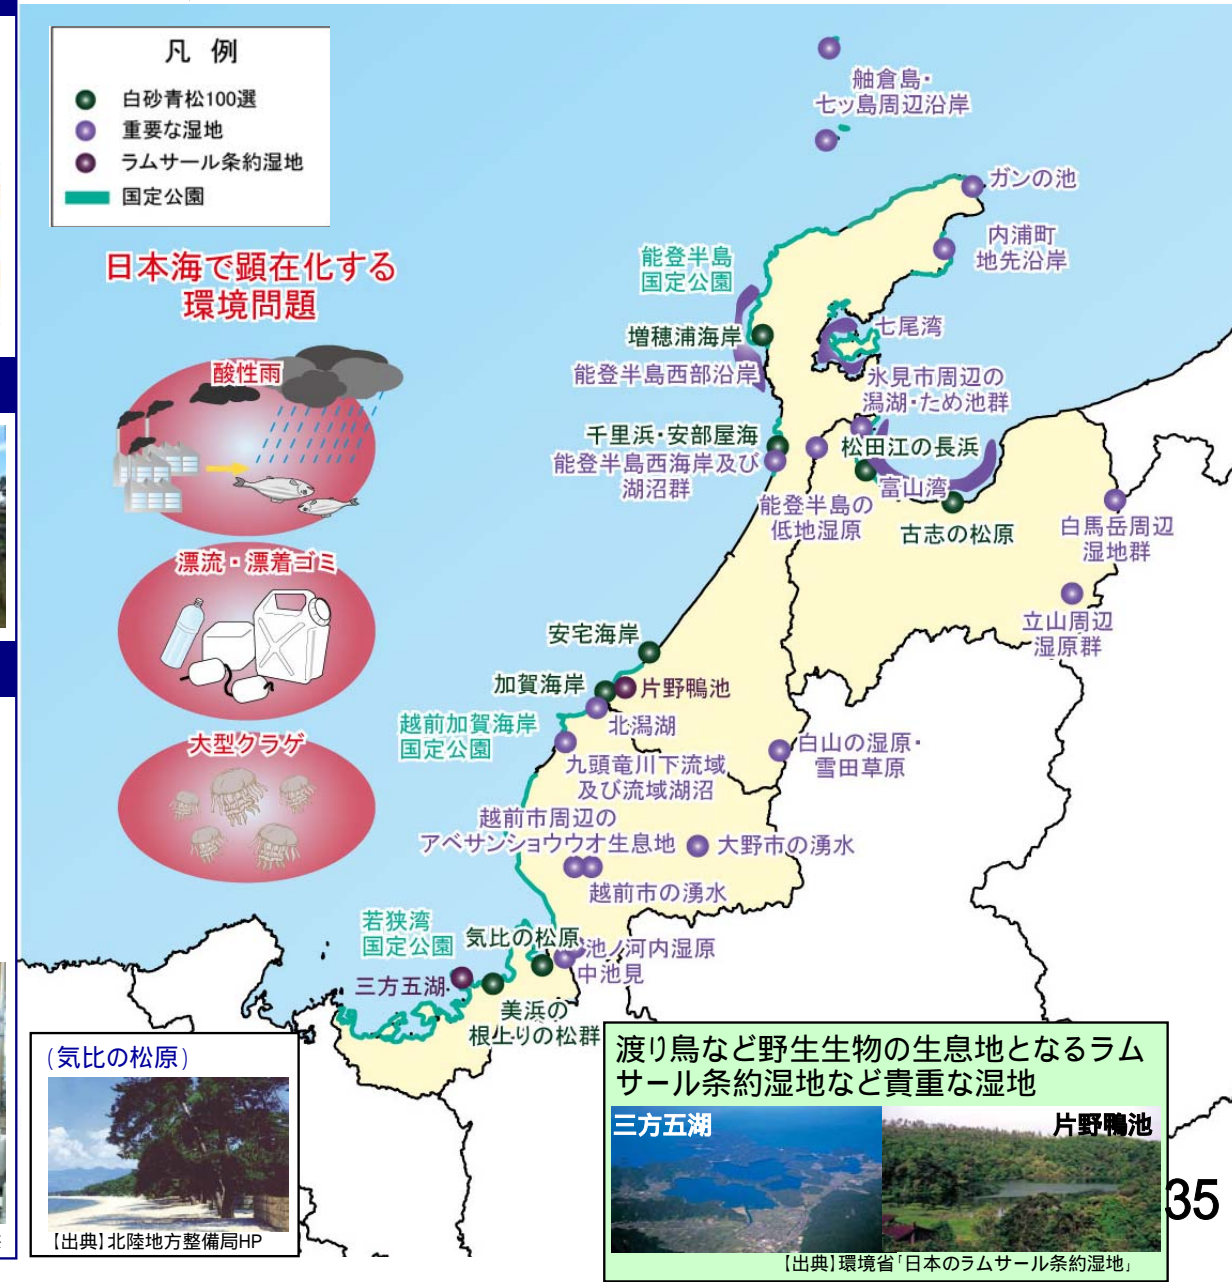 凡 例
白砂青松100選
重要な湿地
ラムサール条約湿地
国定公園
日本海で顕在化する
環境問題
酸性雨
漂流・漂着ゴミ
大型クラゲ
舳倉島・
七ッ島周辺沿岸
ガンの池
内浦町
地先沿岸
能登半島
国定公園
増穂浦海岸
七尾湾
能登半島西部沿岸
氷見市周辺の
潟湖・ため池群
千里浜・安部屋海
松田江の長浜
能登半島西海岸及び
湖沼群
富山湾
能登半島の
低地湿原
古志の松原
白馬岳周辺
湿地群
立山周辺
湿原群
安宅海岸
加賀海岸
片野鴨池
北潟湖
越前加賀海岸
国定公園
白山の湿原・
雪田草原
九頭竜川下流域
及び流域湖沼
越前市周辺の
アベサンショウウオ生息地
大野市の湧水
越前市の湧水
若狭湾
国定公園
気比の松原
池ノ河内湿原
中池見
三方五湖
美浜の
根上りの松群
(気比の松原)
【出典】北陸地方整備局HP
渡り鳥など野生生物の生息地となるラム
サール条約湿地など貴重な湿地
三方五湖
片野鴨池
【出典】環境省「日本のラムサール条約湿地」
35